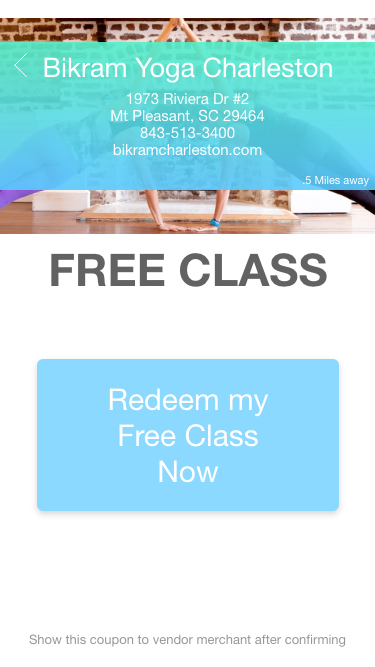 Bikram Yoga Charleston
1973 Riviera Dr #2
Mt Pleasant, SC 29464
843-513-3400
bikramcharleston.com
.5 Miles away
FREE CLASS
Redeem my
Free Class
Now
Show this coupon to vendor merchant after confirming